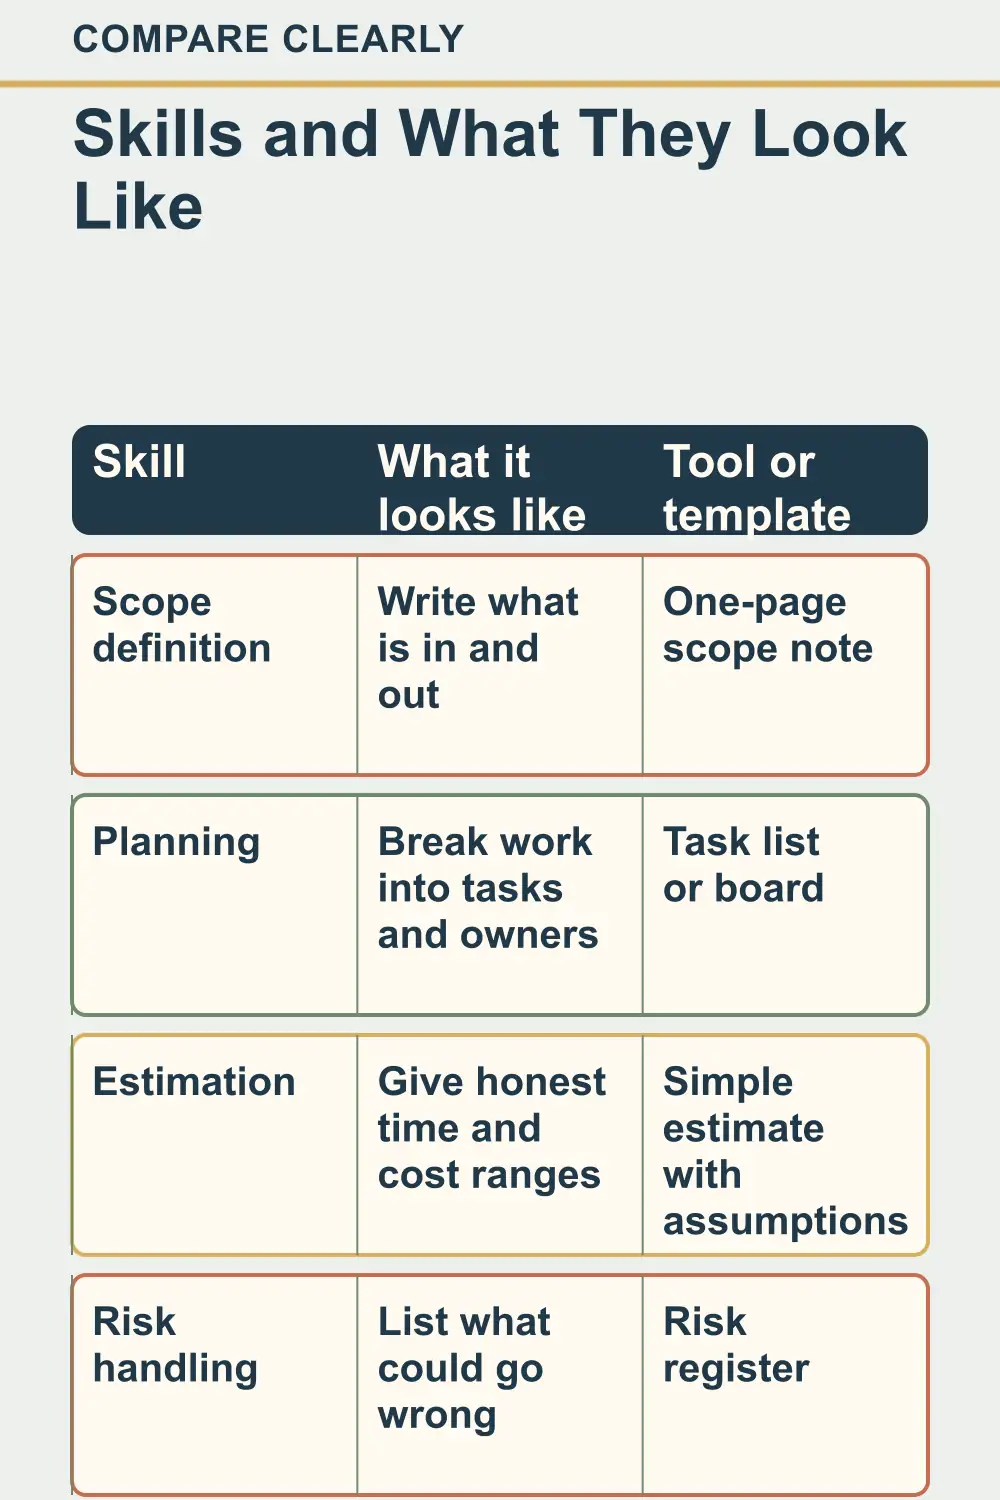 COMPARE CLEARLY
Skills and What They Look
Like
Skill
What it
looks like
Tool or
template
Scope
definition
Write what
is in and
out
One-page
scope note
Planning
Break work
into tasks
and owners
Task list
or board
Estimation
Give honest
time and
cost ranges
Simple
estimate
with
assumptions
Risk
handling
List what
could go
wrong
Risk
register